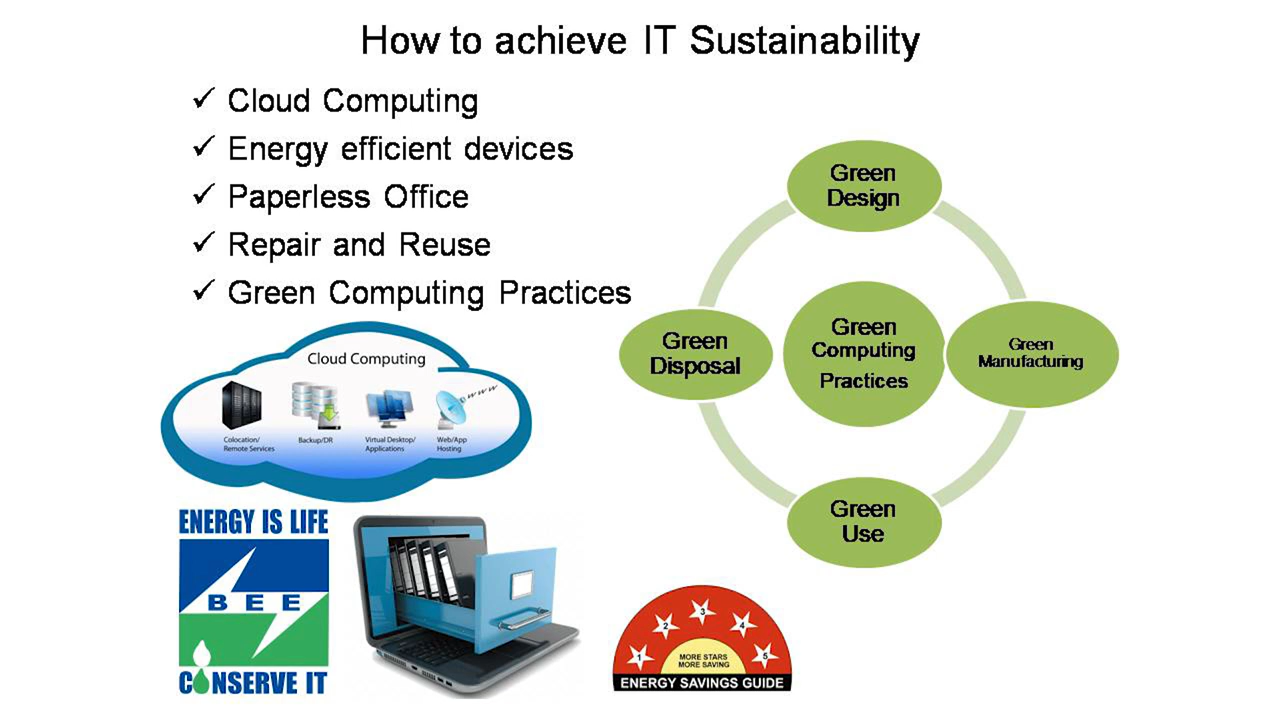 How to achieve IT Sustainability
✓ Cloud Computing
✓ Energy efficient devices
✓ Paperless Office
✓ Repair and Reuse
✓ Green Computing Practices
Green
Design
Green
Disposal
Green
Computing
Practices
Green
Manufacturing
Green
Use
Cloud Computing
Colocation/
Remote Services
Backup/DR
Virtual Desktop/
Applications
www
Web/App
Hosting
ENERGY IS LIFE
BEE
CONSERVE IT
1 2 3 4 5
MORE STARS
MORE SAVING
ENERGY SAVINGS GUIDE